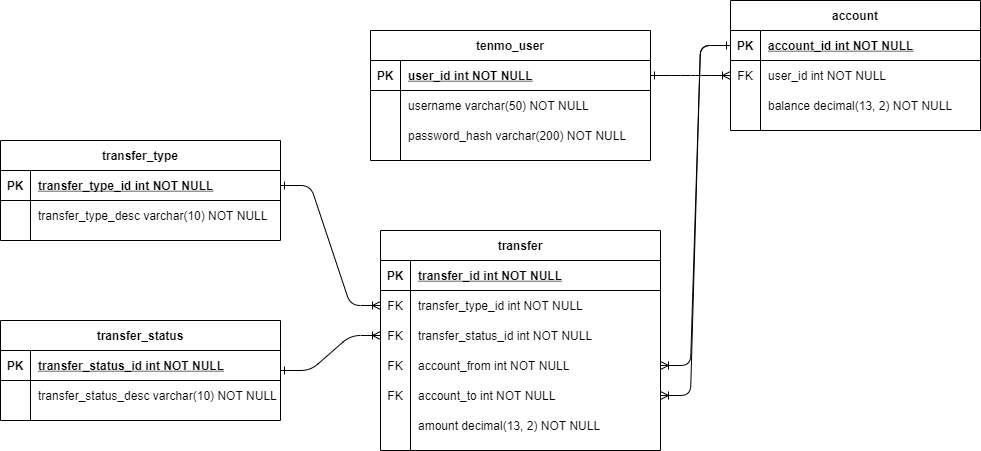 account
PK account_id int NOT NULL
FK user_id int NOT NULL
balance decimal(13, 2) NOT NULL
tenmo_user
PK user_id int NOT NULL
username varchar(50) NOT NULL
password_hash varchar(200) NOT NULL
transfer_type
PK transfer_type_id int NOT NULL
transfer_type_desc varchar(10) NOT NULL
transfer
PK transfer_id int NOT NULL
FK transfer_type_id int NOT NULL
FK transfer_status_id int NOT NULL
FK account_from int NOT NULL
FK account_to int NOT NULL
amount decimal(13, 2) NOT NULL
transfer_status
PK transfer_status_id int NOT NULL
transfer_status_desc varchar(10) NOT NULL